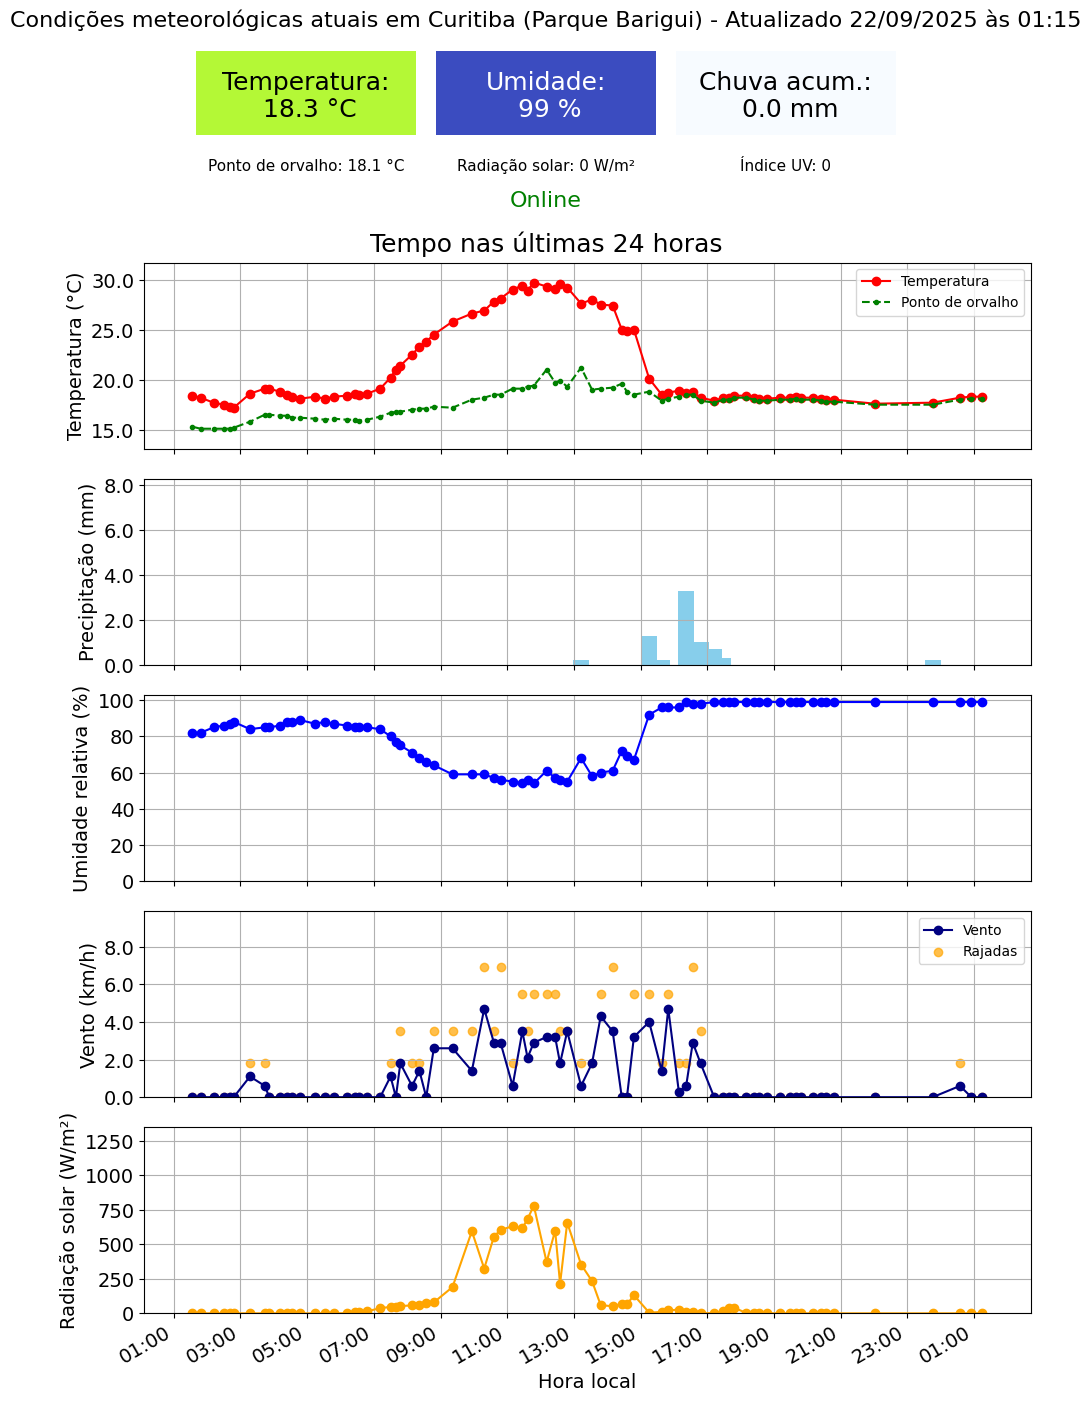 Condições meteorológicas atuais em Curitiba (Parque Barigui) - Atualizado 22/09/2025 às 01:15
Temperatura:
18.3 °C
Umidade:
99 %
Chuva acum.:
0.0 mm
Ponto de orvalho: 18.1 °C
Radiação solar: 0 W/m²
Índice UV: 0
Online
Tempo nas últimas 24 horas
Temperatura (°C)
30.0
25.0
20.0
15.0
Temperatura
Ponto de orvalho
Precipitação (mm)
8.0
6.0
4.0
2.0
0.0
Umidade relativa (%)
100
80
60
40
20
0
Vento (km/h)
8.0
6.0
4.0
2.0
0.0
Vento
Rajadas
Radiação solar (W/m²)
1250
1000
750
500
250
0
01:00
03:00
05:00
07:00
09:00
11:00
13:00
15:00
17:00
19:00
21:00
23:00
01:00
Hora local